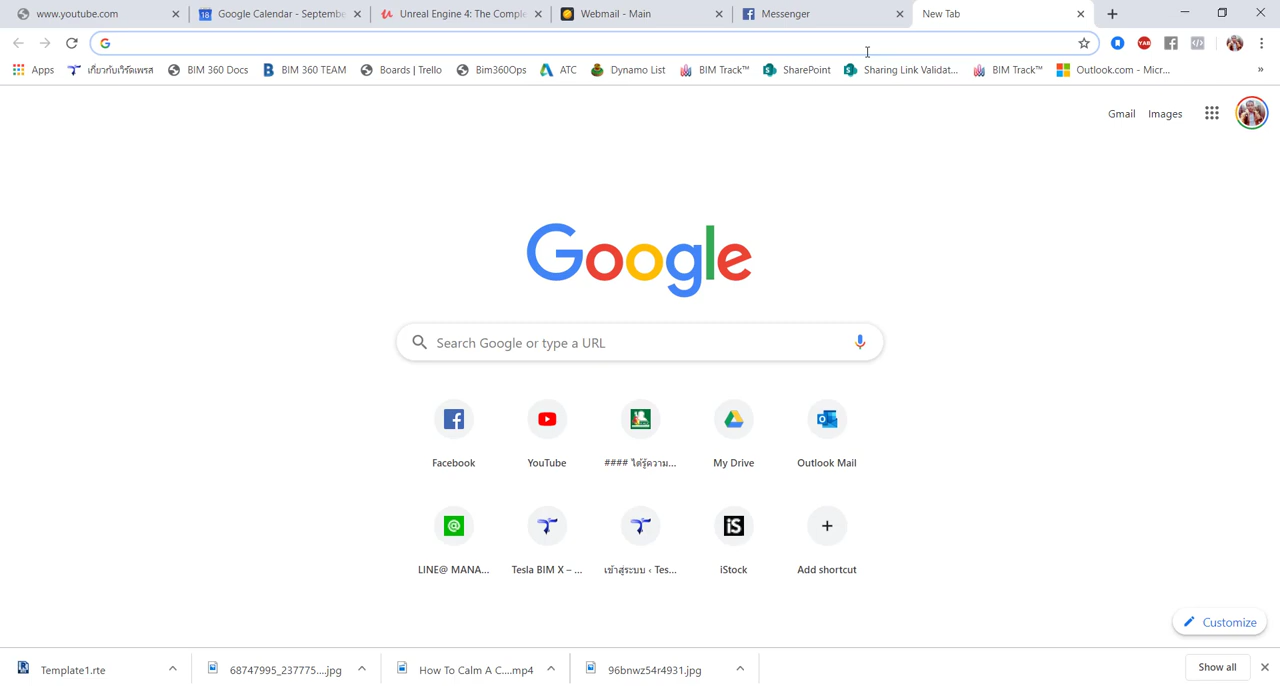 www.youtube.com
Google Calendar - Septembe
Unreal Engine 4: The Comple
Webmail - Main
Messenger
New Tab
Apps
เกี่ยวกับเวิร์ดเพรส
BIM 360 Docs
BIM 360 TEAM
Boards | Trello
Bim360Ops
ATC
Dynamo List
BIM Track™
SharePoint
Sharing Link Validat...
BIM Track™
Outlook.com - Micr...
»
Gmail
Images
Google
Search Google or type a URL
Facebook
YouTube
#### ได้รู้ความ...
My Drive
Outlook Mail
LINE@ MANA...
Tesla BIM X – ...
เข้าสู่ระบบ ‹ Tes...
iStock
Add shortcut
Customize
Template1.rte
68747995_237775....jpg
How To Calm A C....mp4
96bnwz54r4931.jpg
Show all